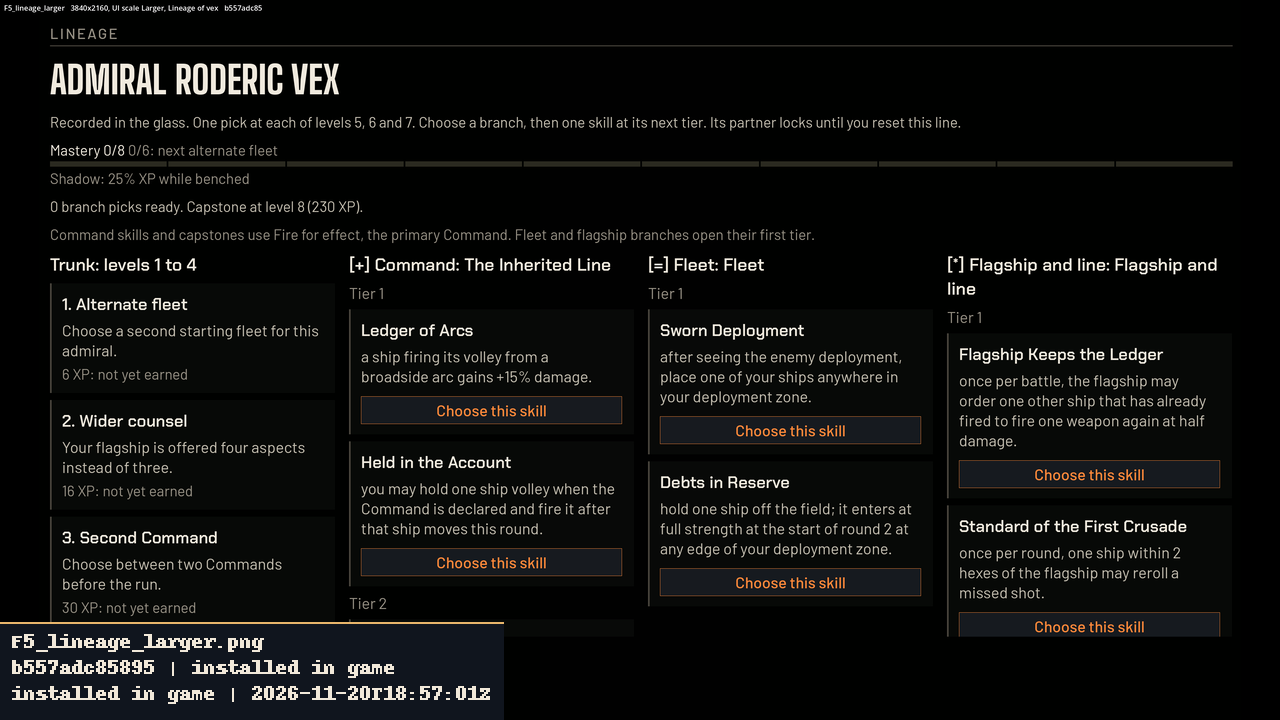 F5_lineage_larger 3840x2160, UI scale Larger, Lineage of vex b557adc85
LINEAGE
ADMIRAL RODERIC VEX
Recorded in the glass. One pick at each of levels 5, 6 and 7. Choose a branch, then one skill at its next tier. Its partner locks until you reset this line.
Mastery 0/8 0/6: next alternate fleet
Shadow: 25% XP while benched
0 branch picks ready. Capstone at level 8 (230 XP).
Command skills and capstones use Fire for effect, the primary Command. Fleet and flagship branches open their first tier.
Trunk: levels 1 to 4
1. Alternate fleet
Choose a second starting fleet for this
admiral.
6 XP: not yet earned
2. Wider counsel
Your flagship is offered four aspects
instead of three.
16 XP: not yet earned
3. Second Command
Choose between two Commands
before the run.
30 XP: not yet earned
[+] Command: The Inherited Line
Tier 1
Ledger of Arcs
a ship firing its volley from a
broadside arc gains +15% damage.
Choose this skill
Held in the Account
you may hold one ship volley when the
Command is declared and fire it after
that ship moves this round.
Choose this skill
Tier 2
[=] Fleet: Fleet
Tier 1
Sworn Deployment
after seeing the enemy deployment,
place one of your ships anywhere in
your deployment zone.
Choose this skill
Debts in Reserve
hold one ship off the field; it enters at
full strength at the start of round 2 at
any edge of your deployment zone.
Choose this skill
[*] Flagship and line: Flagship and
line
Tier 1
Flagship Keeps the Ledger
once per battle, the flagship may
order one other ship that has already
fired to fire one weapon again at half
damage.
Choose this skill
Standard of the First Crusade
once per round, one ship within 2
hexes of the flagship may reroll a
missed shot.
Choose this skill
F5_lineage_larger.png
b557adc85895 | installed in game
installed in game | 2026-11-20T18:57:01Z